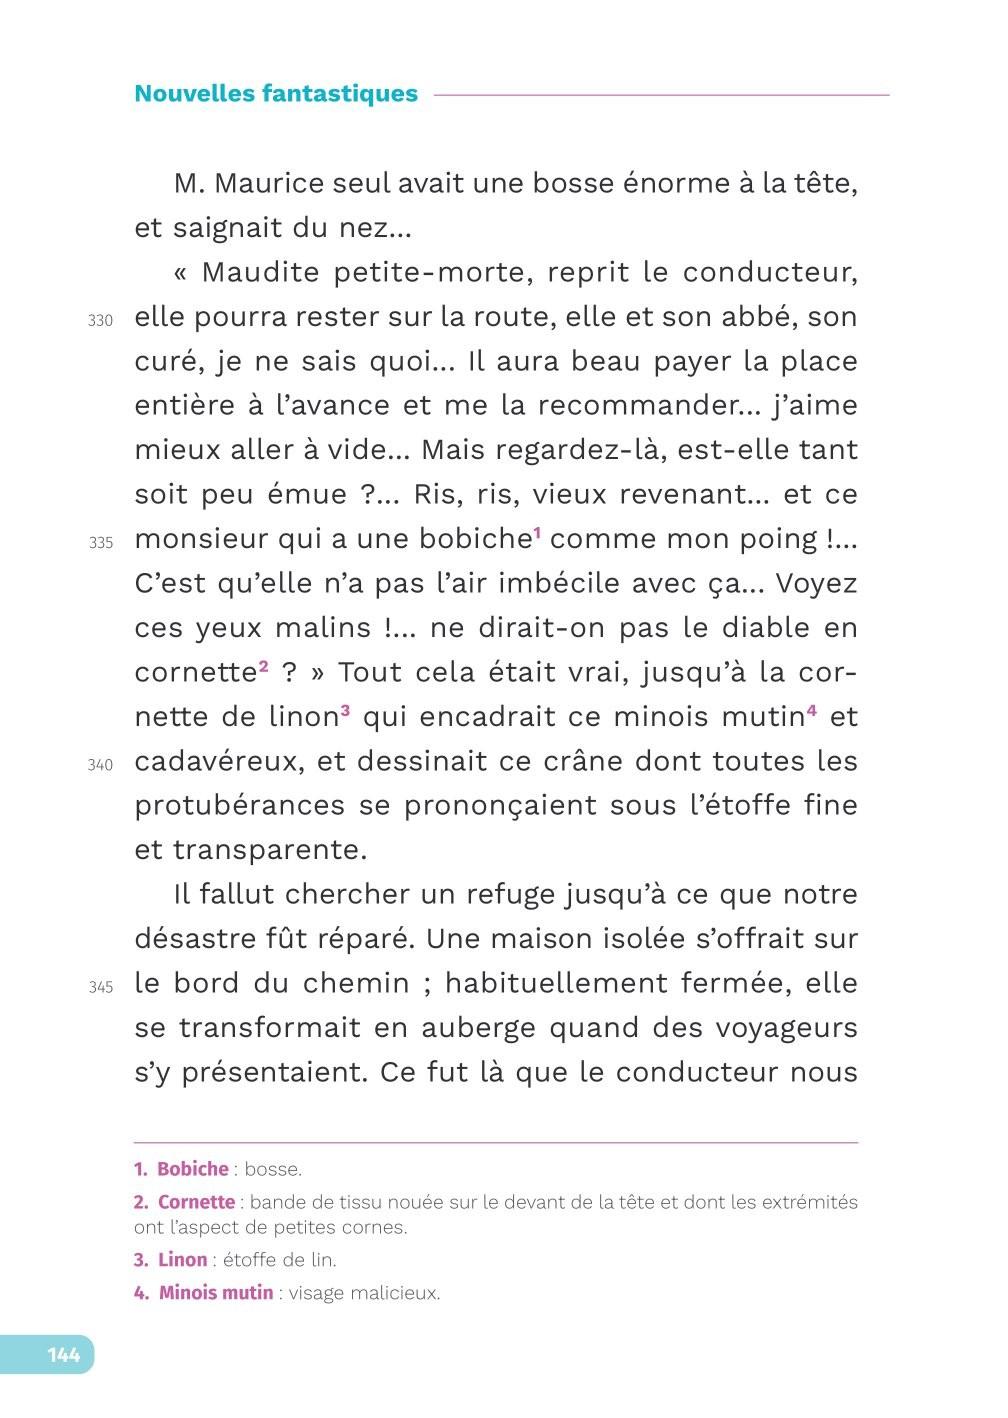 Nouvelles fantastiques
M. Maurice seul avait une bosse énorme à la tête,
et saignait du nez...
« Maudite petite-morte, reprit le conducteur,
330 elle pourra rester sur la route, elle et son abbé, son
curé, je ne sais quoi... Il aura beau payer la place
entière à l’avance et me la recommander... j’aime
mieux aller à vide... Mais regardez-là, est-elle tant
soit peu émue ?... Ris, ris, vieux revenant... et ce
335 monsieur qui a une bobiche¹ comme mon poing !...
C’est qu’elle n’a pas l’air imbécile avec ça... Voyez
ces yeux malins !... ne dirait-on pas le diable en
cornette² ? » Tout cela était vrai, jusqu’à la cor-
nette de linon³ qui encadrait ce minois mutin⁴ et
340 cadavéreux, et dessinait ce crâne dont toutes les
protubérances se prononçaient sous l’étoffe fine
et transparente.
Il fallut chercher un refuge jusqu’à ce que notre
désastre fût réparé. Une maison isolée s’offrait sur
345 le bord du chemin ; habituellement fermée, elle
se transformait en auberge quand des voyageurs
s’y présentaient. Ce fut là que le conducteur nous
1. Bobiche : bosse.
2. Cornette : bande de tissu nouée sur le devant de la tête et dont les extrémités
ont l’aspect de petites cornes.
3. Linon : étoffe de lin.
4. Minois mutin : visage malicieux.
144